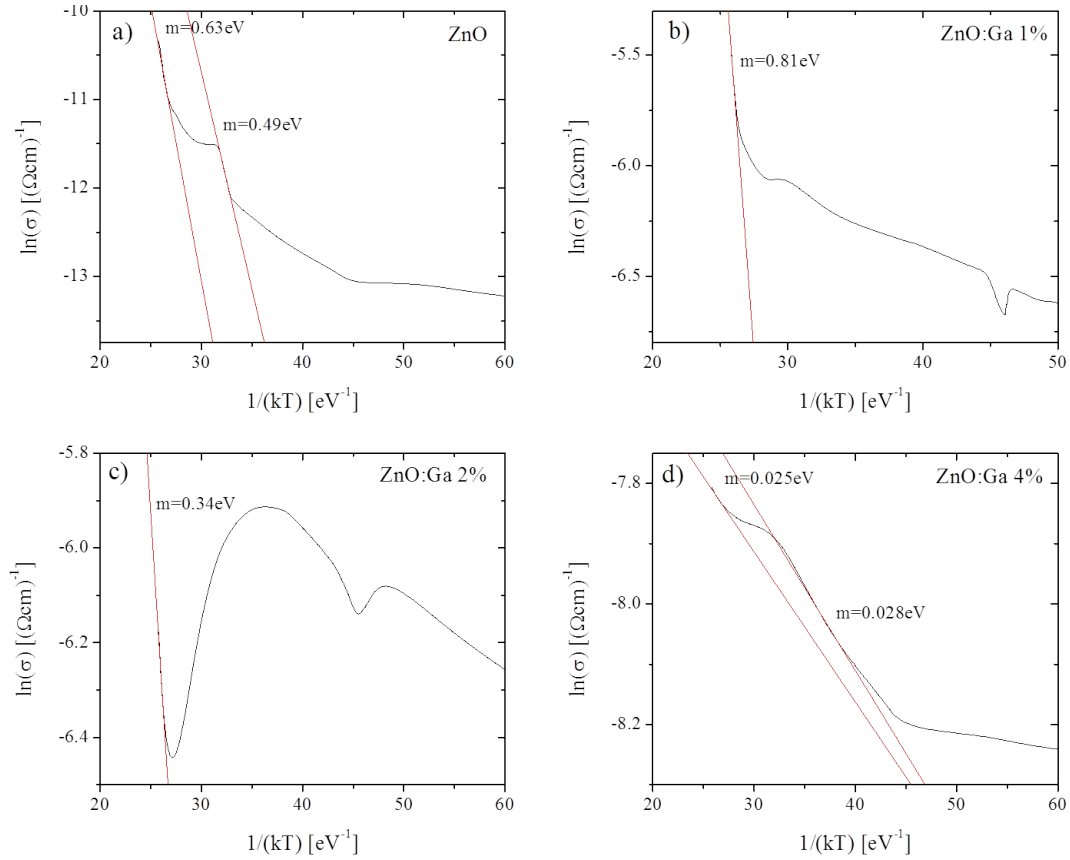 a)
ZnO
m=0.63eV
m=0.49eV
-10
-11
-12
-13
20
30
40
50
60
ln(σ) [(Ωcm)⁻¹
1/(kT) [eV⁻¹]
b)
ZnO:Ga 1%
m=0.81eV
-5.5
-6.0
-6.5
20
30
40
50
ln(σ) [(Ωcm)⁻¹
1/(kT) [eV⁻¹]
c)
ZnO:Ga 2%
m=0.34eV
-5.8
-6.0
-6.2
-6.4
20
30
40
50
60
ln(σ) [(Ωcm)⁻¹
1/(kT) [eV⁻¹]
d)
ZnO:Ga 4%
m=0.025eV
m=0.028eV
-7.8
-8.0
-8.2
20
30
40
50
60
ln(σ) [(Ωcm)⁻¹
1/(kT) [eV⁻¹]